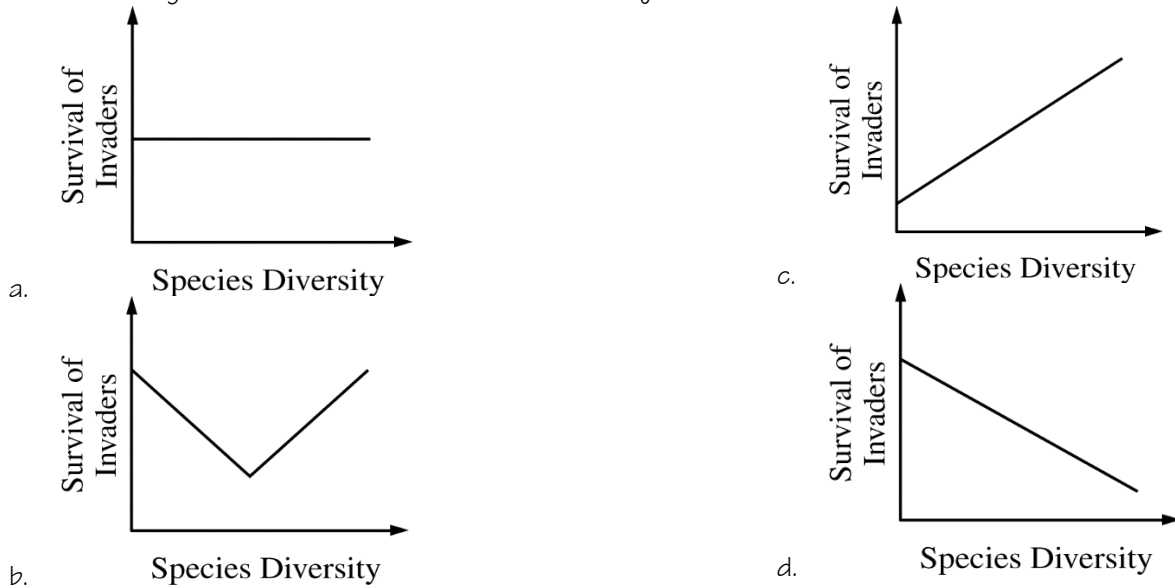 Survival of
Invaders
Species Diversity
a.
Survival of
Invaders
Species Diversity
b.
Survival of
Invaders
Species Diversity
c.
Survival of
Invaders
Species Diversity
d.